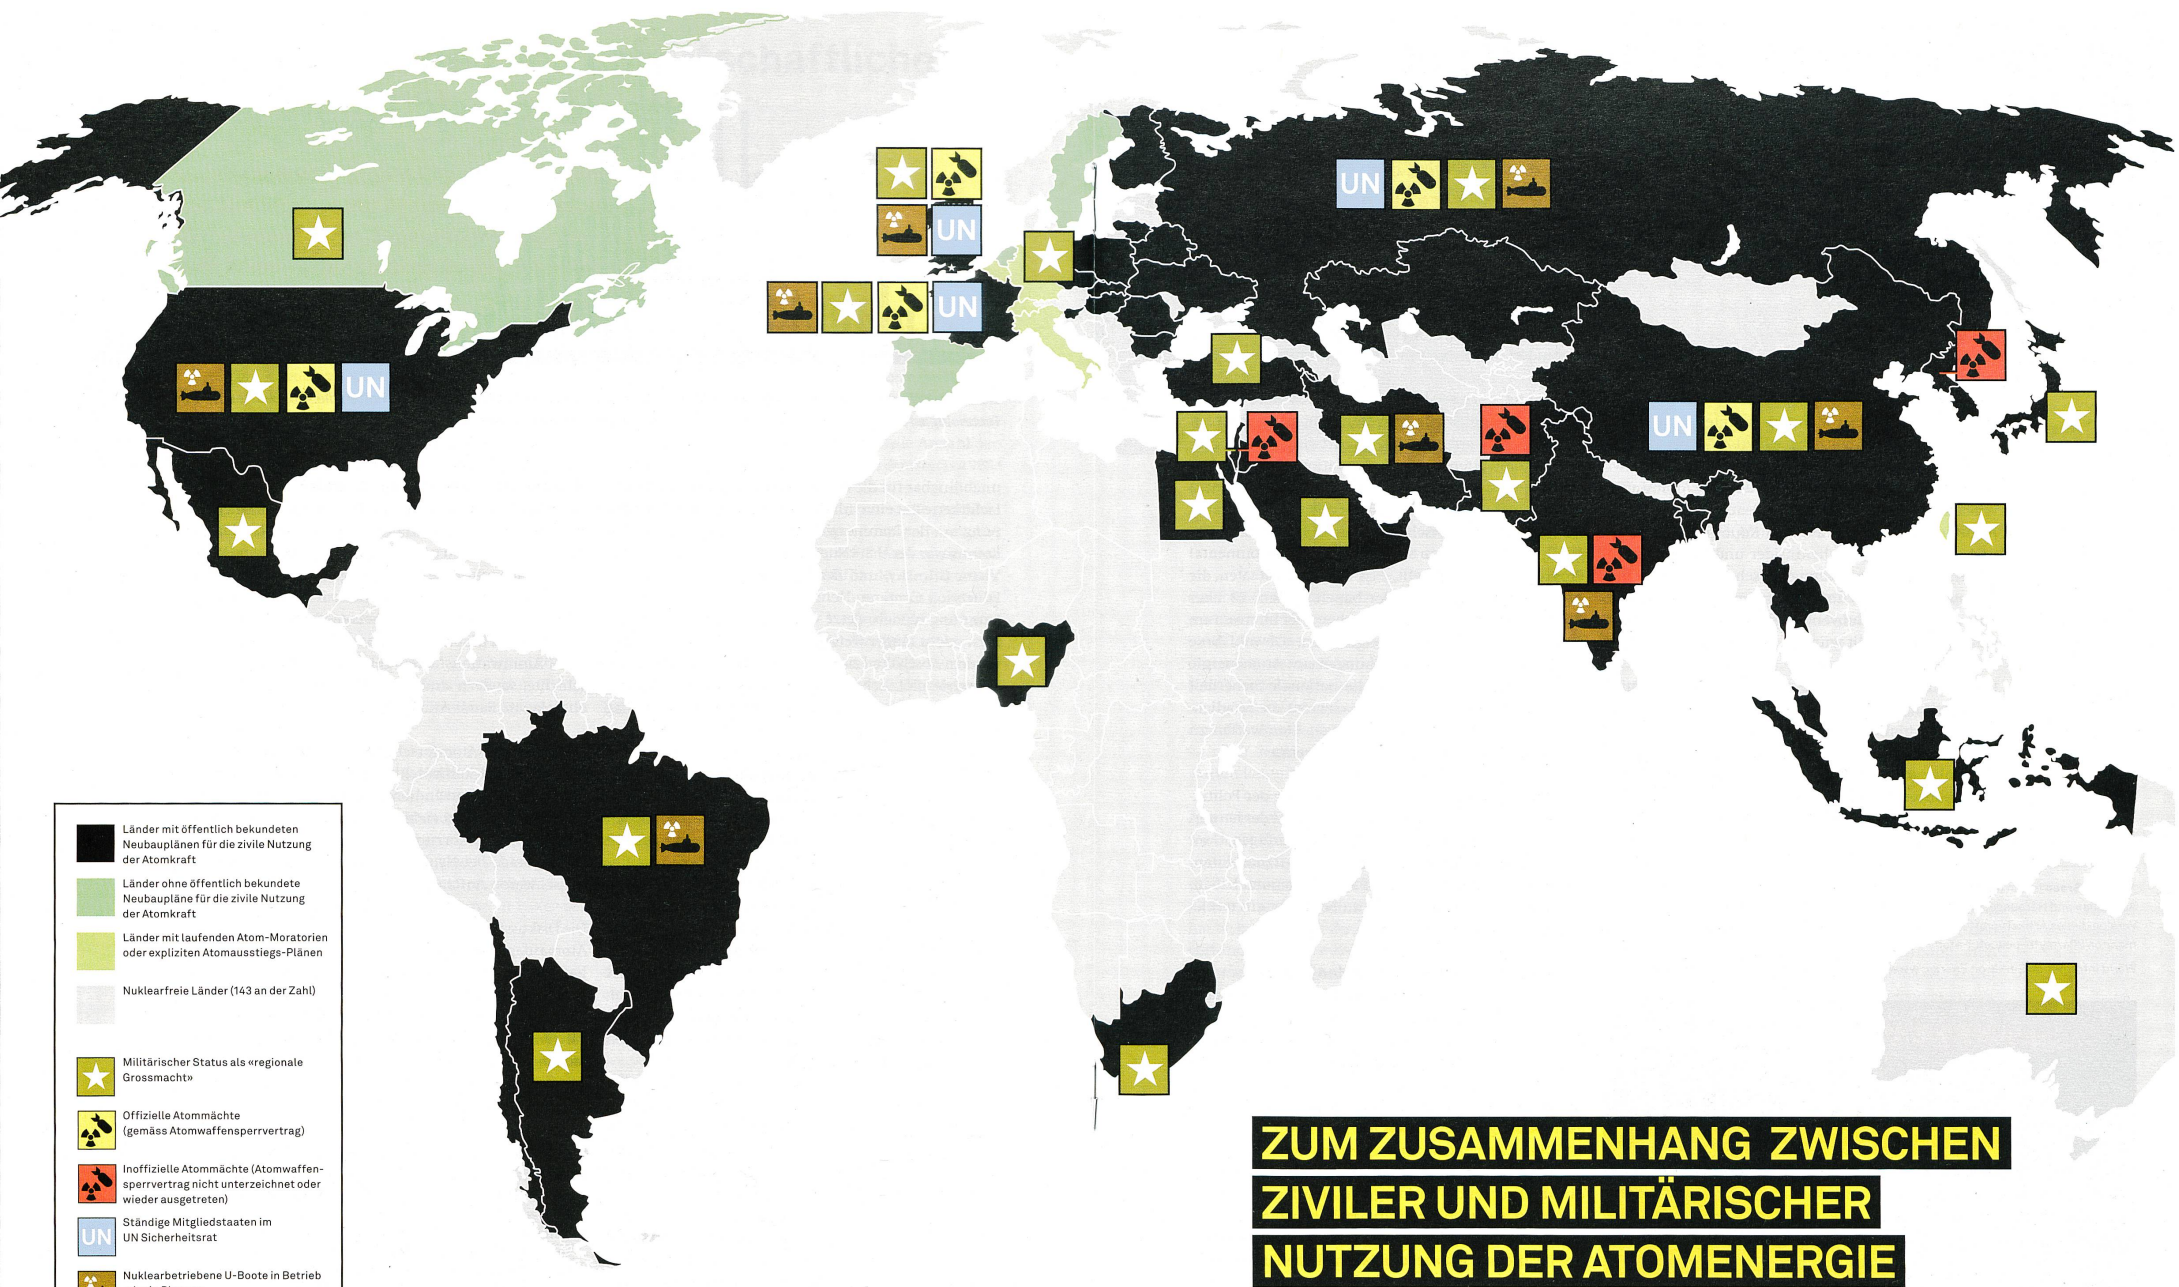 UN
UN
UN
UN
UN
Länder mit öffentlich bekundeten
Neubauplänen für die zivile Nutzung
der Atomkraft
Länder ohne öffentlich bekundete
Neubaupläne für die zivile Nutzung
der Atomkraft
Länder mit laufenden Atom-Moratorien
oder expliziten Atomausstiegs-Plänen
Nuklearfreie Länder (143 an der Zahl)
Militärischer Status als «regionale
Grossmacht»
Offizielle Atommächte
(gemäss Atomwaffensperrvertrag)
Inoffizielle Atommächte (Atomwaffen-
sperrvertrag nicht unterzeichnet oder
wieder ausgetreten)
UN
Ständige Mitgliedstaaten im
UN Sicherheitsrat
Nuklearbetriebene U-Boote in Betrieb
ZUM ZUSAMMENHANG ZWISCHEN
ZIVILER UND MILITÄRISCHER
NUTZUNG DER ATOMENERGIE